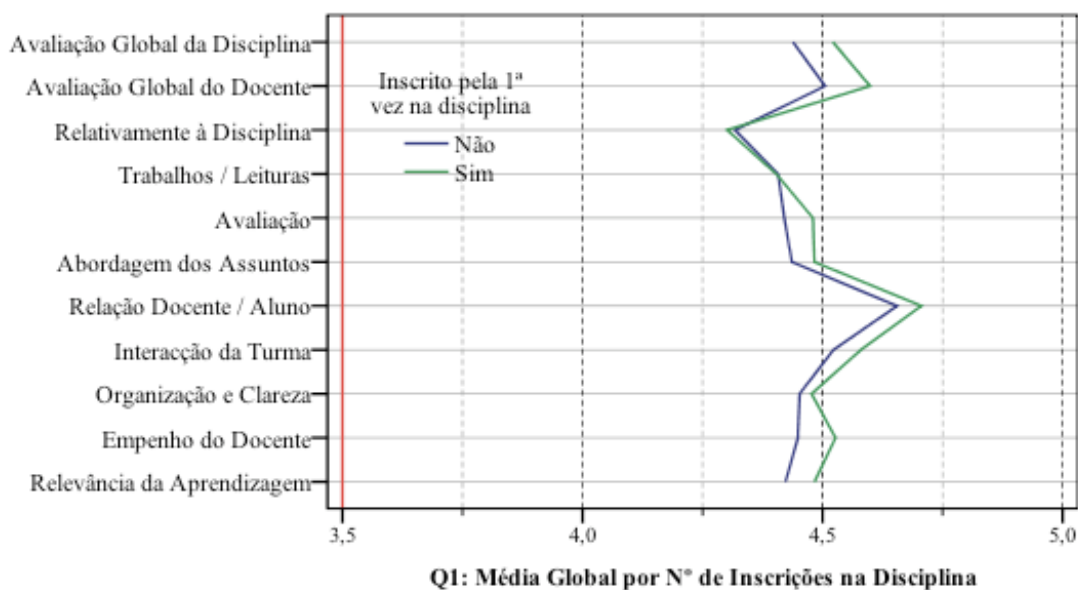 Avaliação Global da Disciplina
Avaliação Global do Docente
Relativamente à Disciplina
Trabalhos / Leituras
Avaliação
Abordagem dos Assuntos
Relação Docente / Aluno
Interacção da Turma
Organização e Clareza
Empenho do Docente
Relevância da Aprendizagem
Inscrito pela 1ª
vez na disciplina
Não
Sim
3,5
4,0
4,5
5,0
Q1: Média Global por Nº de Inscrições na Disciplina